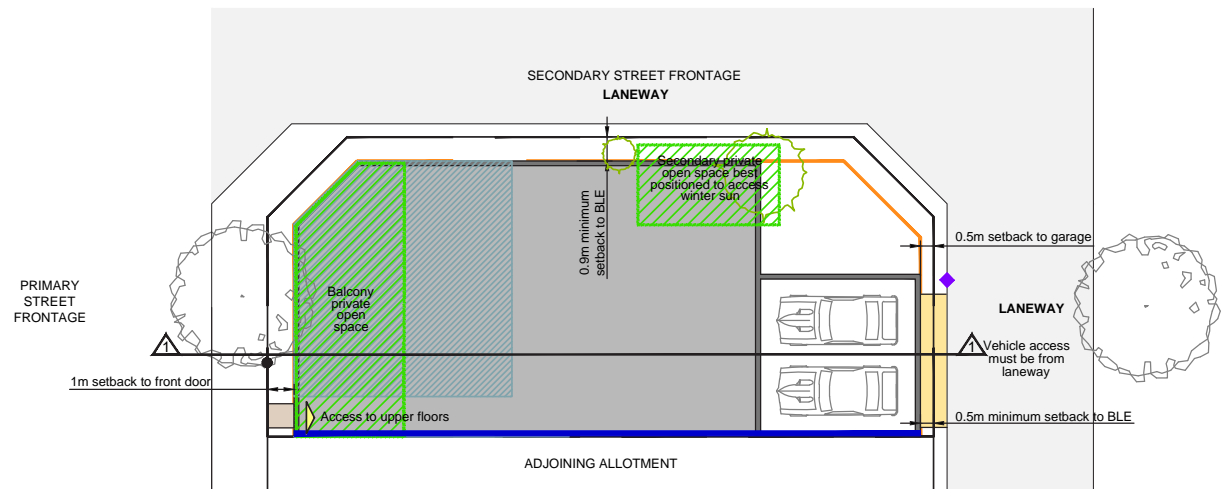 SECONDARY STREET FRONTAGE
LANEWAY
Secondary private
open space best
positioned to access
winter sun
0.9m minimum
setback to BLE
0.5m setback to garage
PRIMARY
STREET
FRONTAGE
Balcony
private
open
space
LANEWAY
1
1
Vehicle access
must be from
laneway
1m setback to front door
Access to upper floors
0.5m minimum setback to BLE
ADJOINING ALLOTMENT